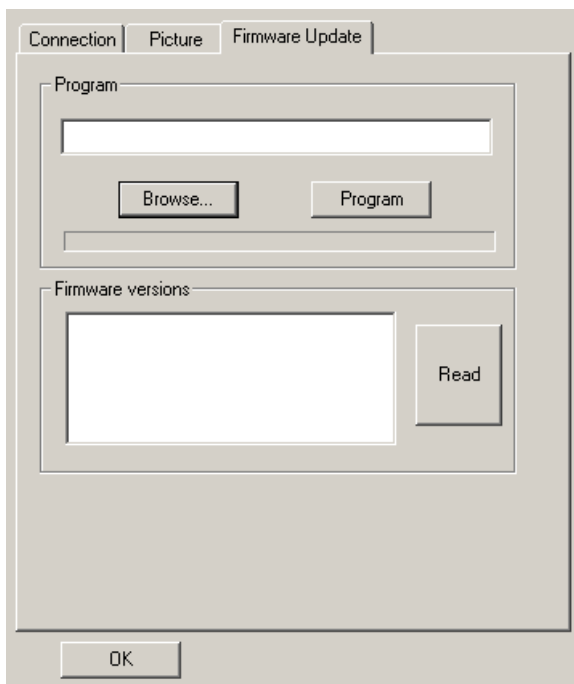 Connection Picture Firmware Update
Program
Browse... Program
Firmware versions
Read
OK